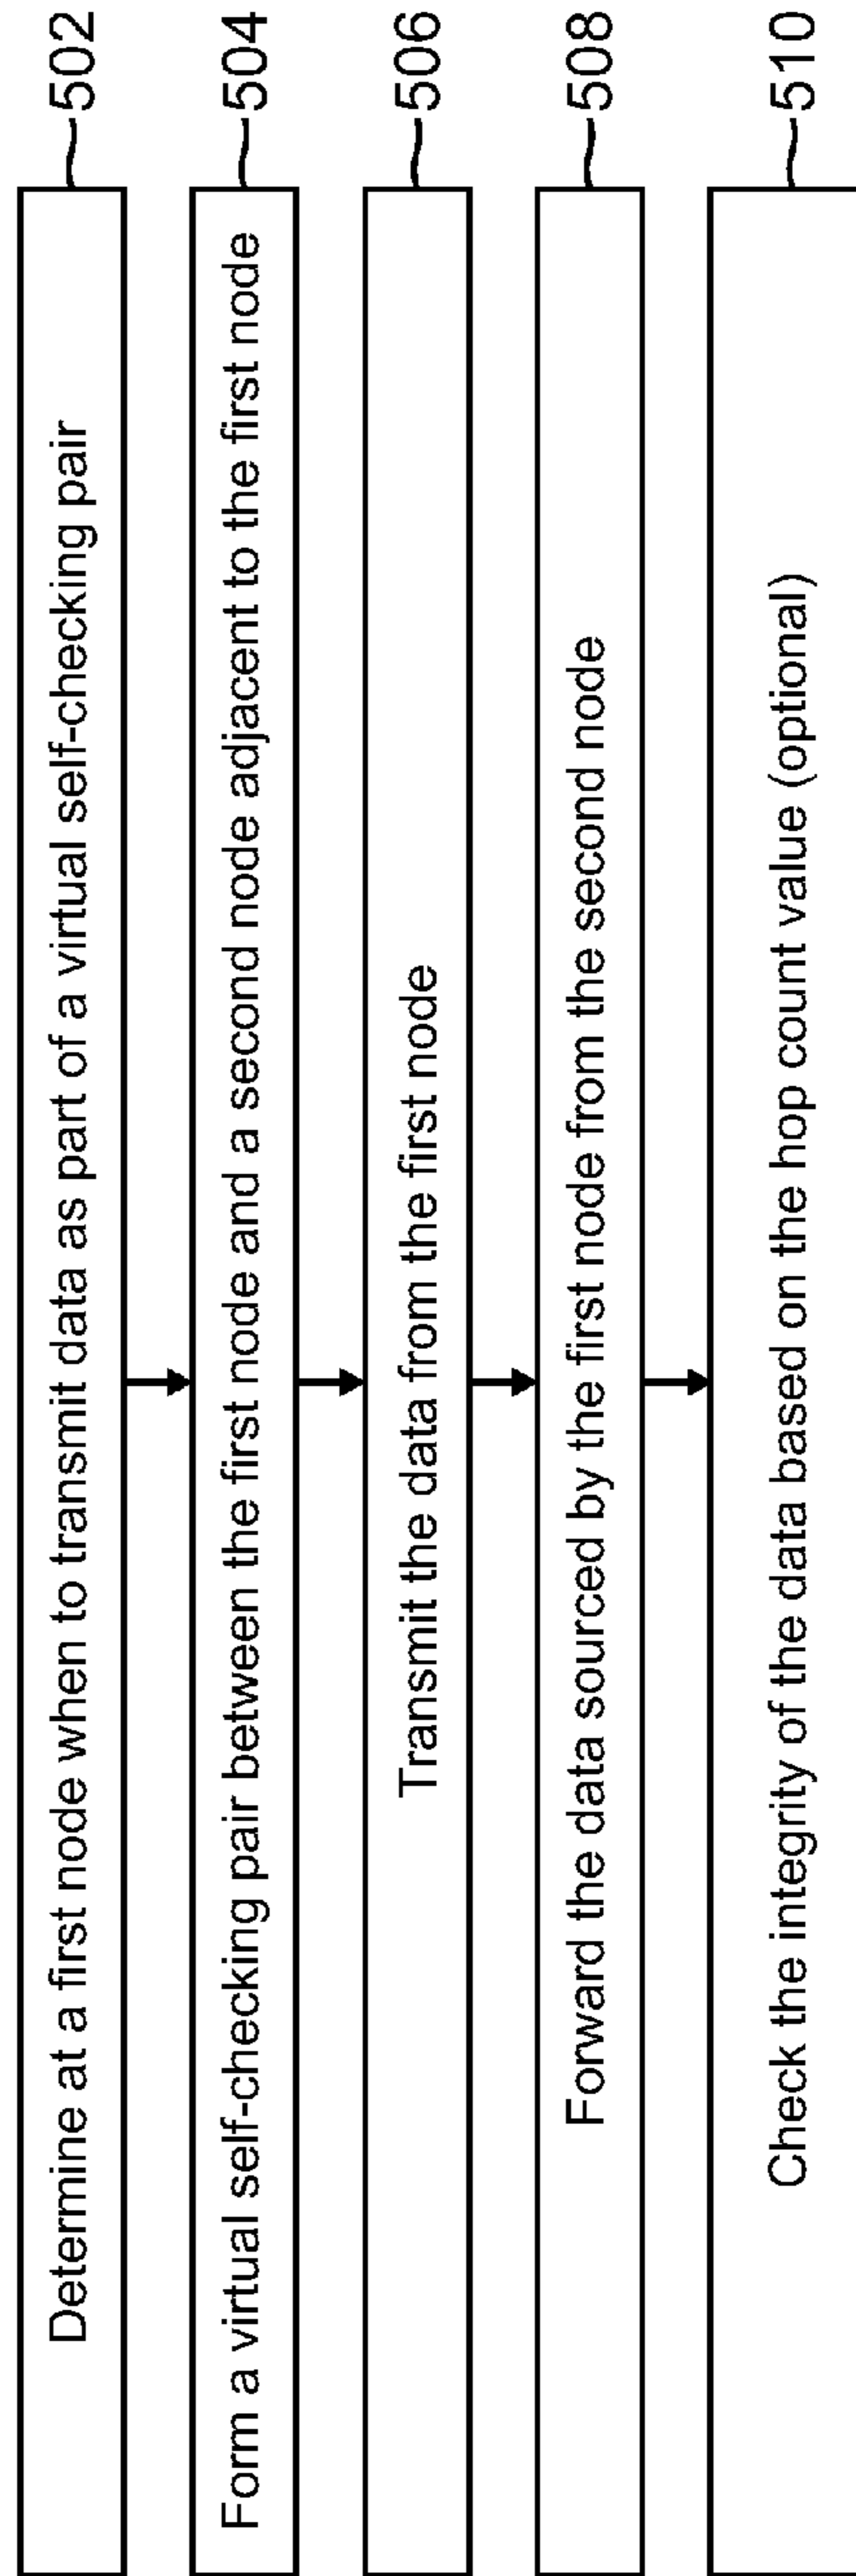 Determine at a first node when to transmit data as part of a virtual self-checking pair
502
Form a virtual self-checking pair between the first node and a second node adjacent to the first node
504
Transmit the data from the first node
506
Forward the data sourced by the first node from the second node
508
Check the integrity of the data based on the hop count value (optional)
510